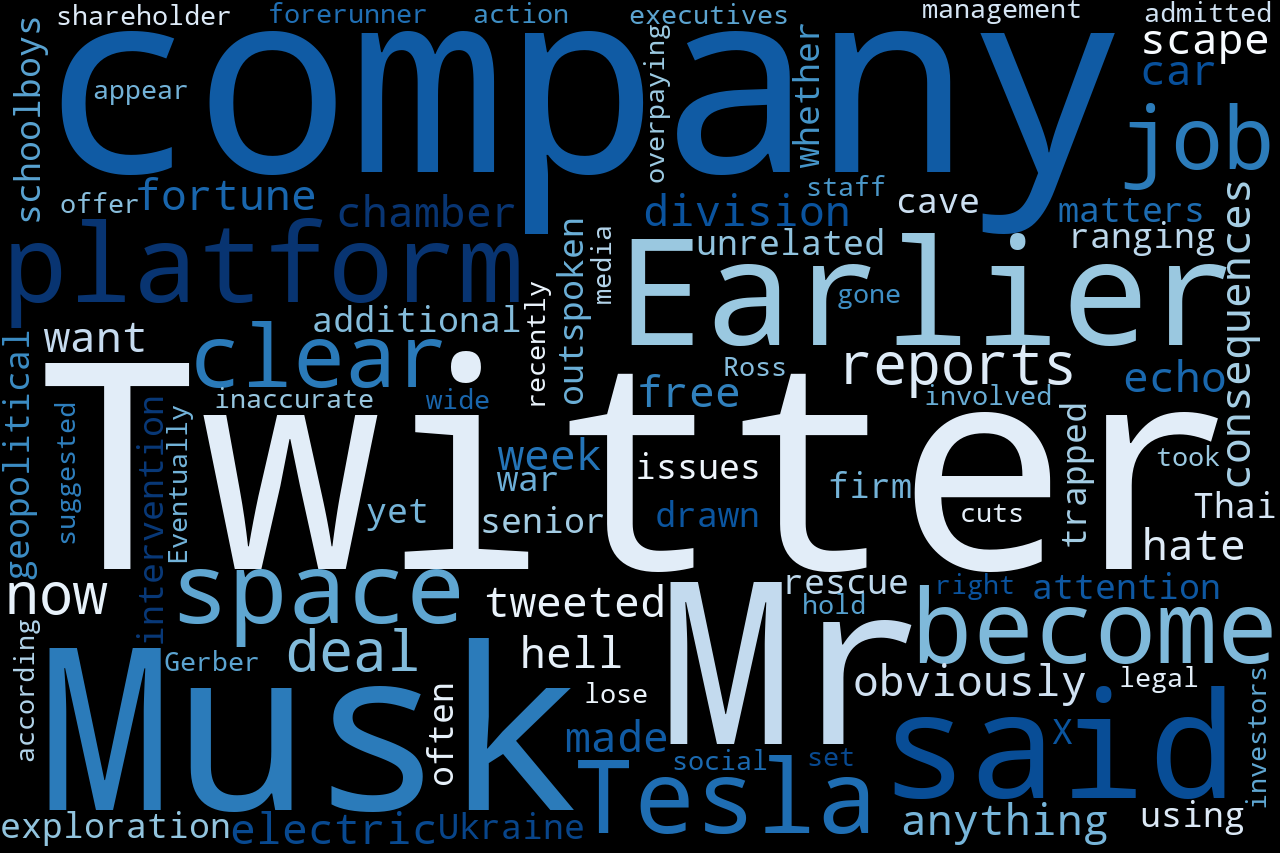 shareholder
forerunner
action
executives
management
admitted
company
scape
car
schoolboys
appear
overpaying
whether
job
offer
fortune
chamber
staff
division
cave
matters
consequences
platform
Earlier
unrelated
ranging
outspoken
media
gone
recently
additional
want
clear
reports
echo
geopolitical
Twitter
Ross
free
involved
inaccurate
wide
suggested
intervention
Eventually
week
war
issues
firm
took
trapped
yet
senior
drawn
cuts
Thai
hate
now
space
tweeted
rescue
hold
right
attention
become
Mr
deal
hell
Gerber
according
Musk
often
lose
obviously
legal
said
X
investors
made
social
set
Tesla
exploration
electric
Ukraine
anything
using